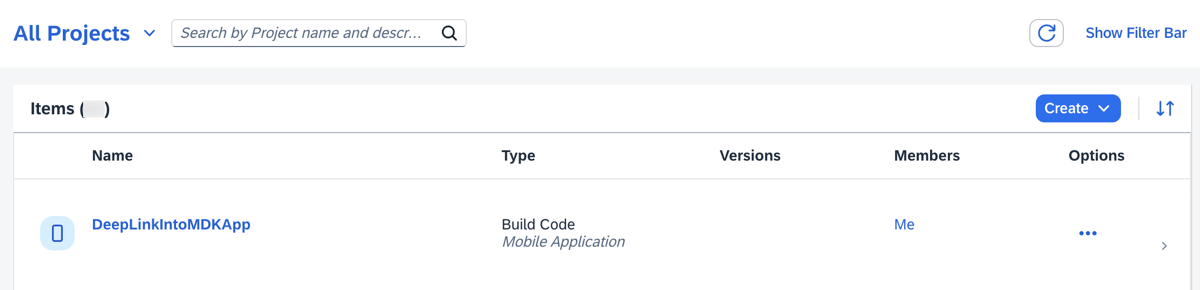 All Projects
Search by Project name and descr...
Show Filter Bar
Items ( )
Create
Name Type Versions Members Options
DeepLinkIntoMDKApp Build Code Me
Mobile Application